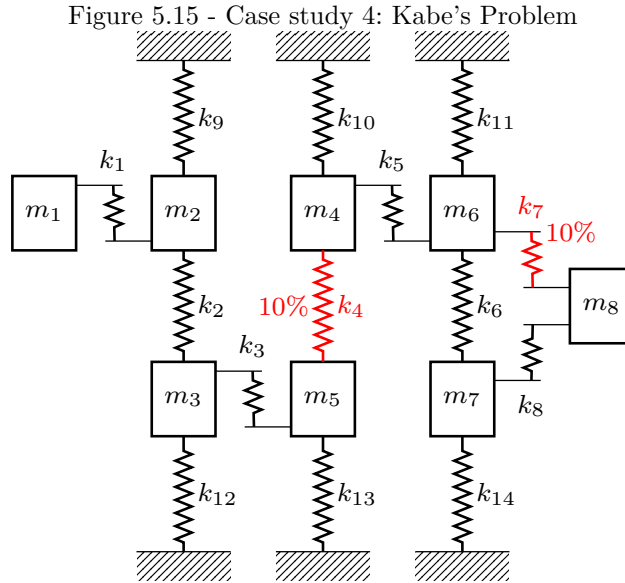 Figure 5.15 - Case study 4: Kabe's Problem
k9 k10 k11
k1 k5
m1 m2 m4 m6 k7
10%
k2 10% k4 k6 m8
k3
m3 m5 m7 k8
k12 k13 k14